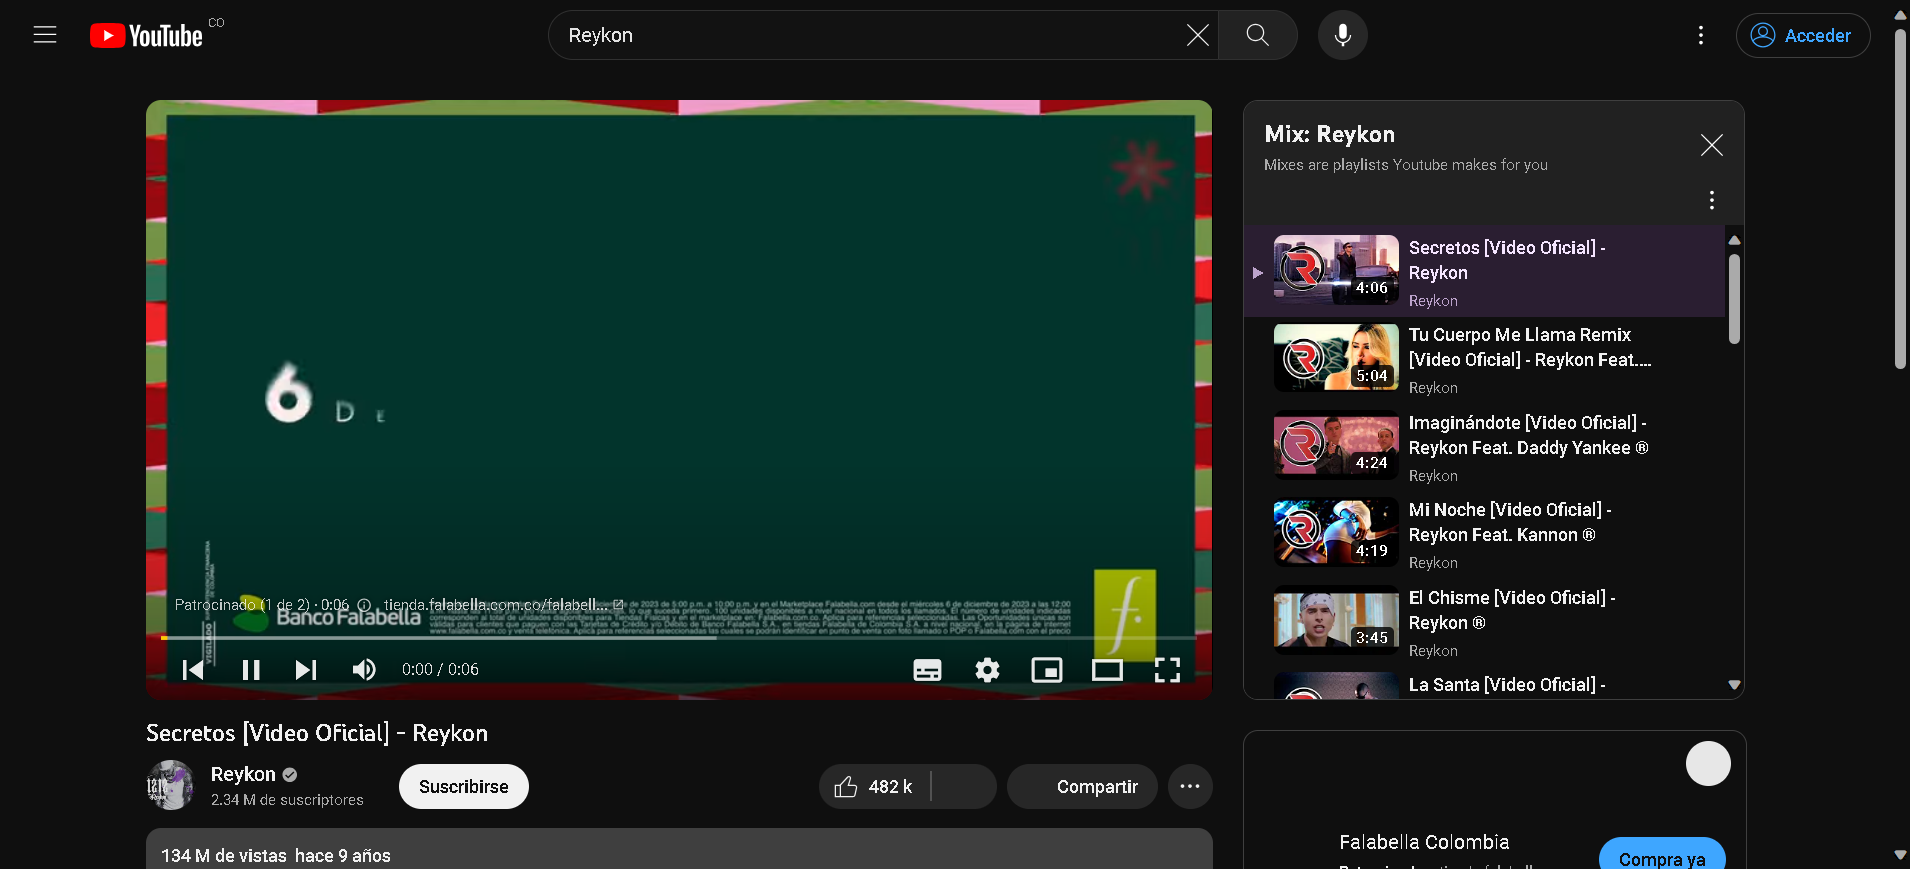 YouTube CO
Reykon
Acceder
6 DE
Patrocinado (1 de 2) · 0:06
tienda.falabella.com.co/falabell...
Banco Falabella
VIGILADO
f.
0:00 / 0:06
Secretos [Video Oficial] - Reykon
Reykon
2.34 M de suscriptores
Suscribirse
482 k
Compartir
134 M de vistas hace 9 años
Mix: Reykon
Mixes are playlists Youtube makes for you
4:06
Secretos [Video Oficial] -
Reykon
Reykon
5:04
Tu Cuerpo Me Llama Remix
[Video Oficial] - Reykon Feat....
Reykon
4:24
Imaginándote [Video Oficial] -
Reykon Feat. Daddy Yankee ®
Reykon
4:19
Mi Noche [Video Oficial] -
Reykon Feat. Kannon ®
Reykon
3:45
El Chisme [Video Oficial] -
Reykon ®
Reykon
La Santa [Video Oficial] -
Falabella Colombia
Compra ya